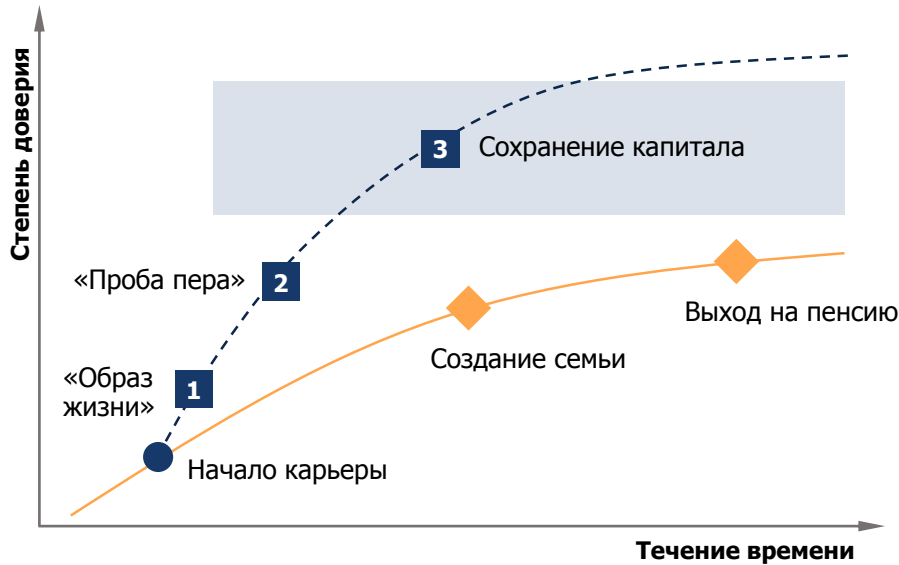 Степень доверия
3
Сохранение капитала
«Проба пера»
2
Выход на пенсию
Создание семьи
«Образ
жизни»
1
Начало карьеры
Течение времени